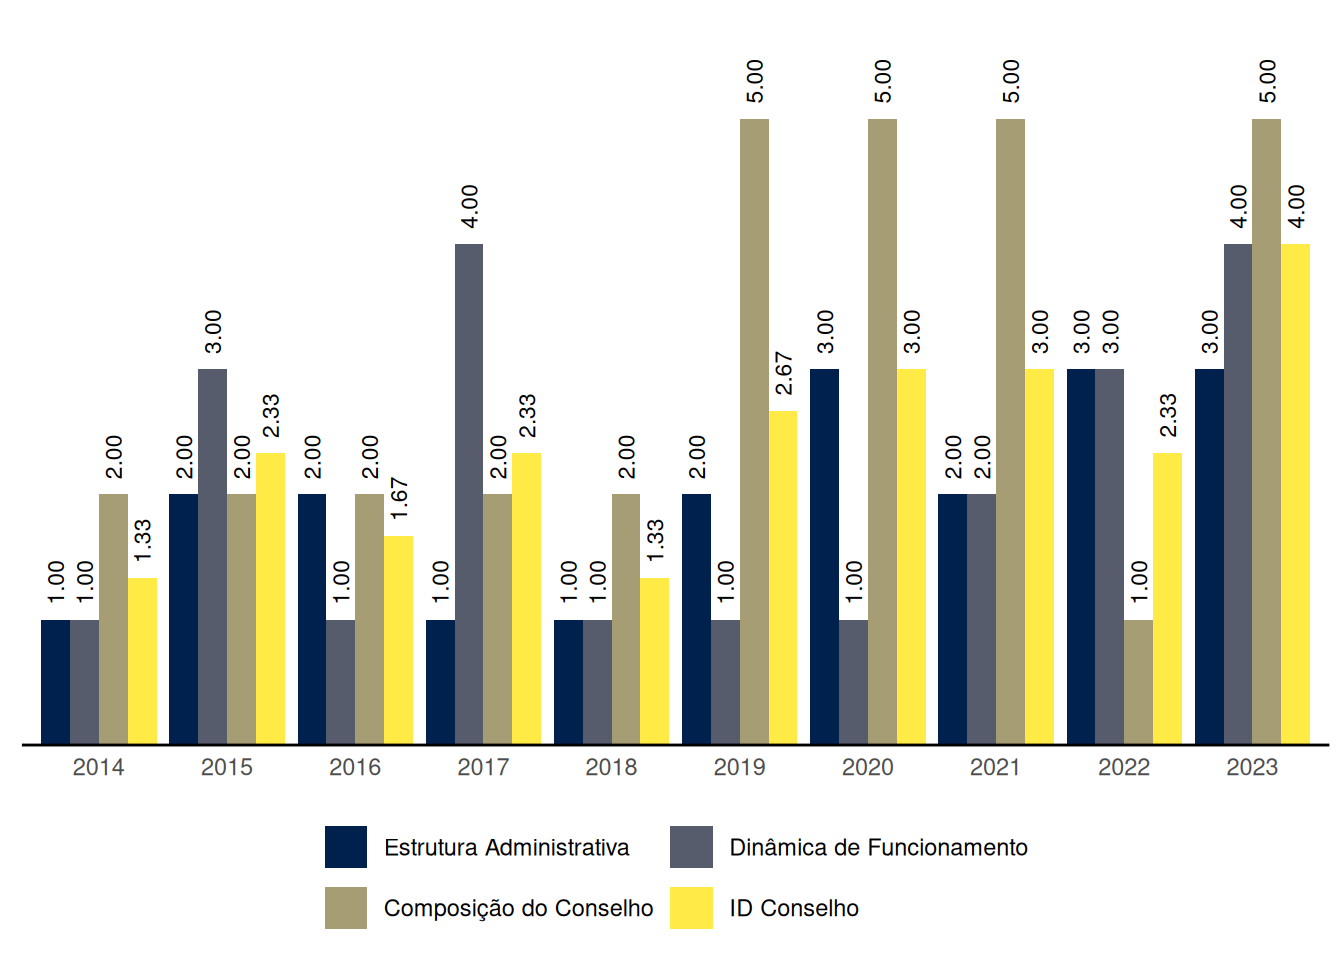 1.00 1.00 2.00 1.33
2.00 3.00 2.00 2.33
2.00 1.00 2.00 1.67
1.00 4.00 2.00 2.33
1.00 1.00 2.00 1.33
2.00 1.00 5.00 2.67
3.00 1.00 5.00 3.00
2.00 2.00 5.00 3.00
3.00 3.00 1.00 2.33
3.00 4.00 5.00 4.00
2014 2015 2016 2017 2018 2019 2020 2021 2022 2023
Estrutura Administrativa Dinâmica de Funcionamento
Composição do Conselho ID Conselho